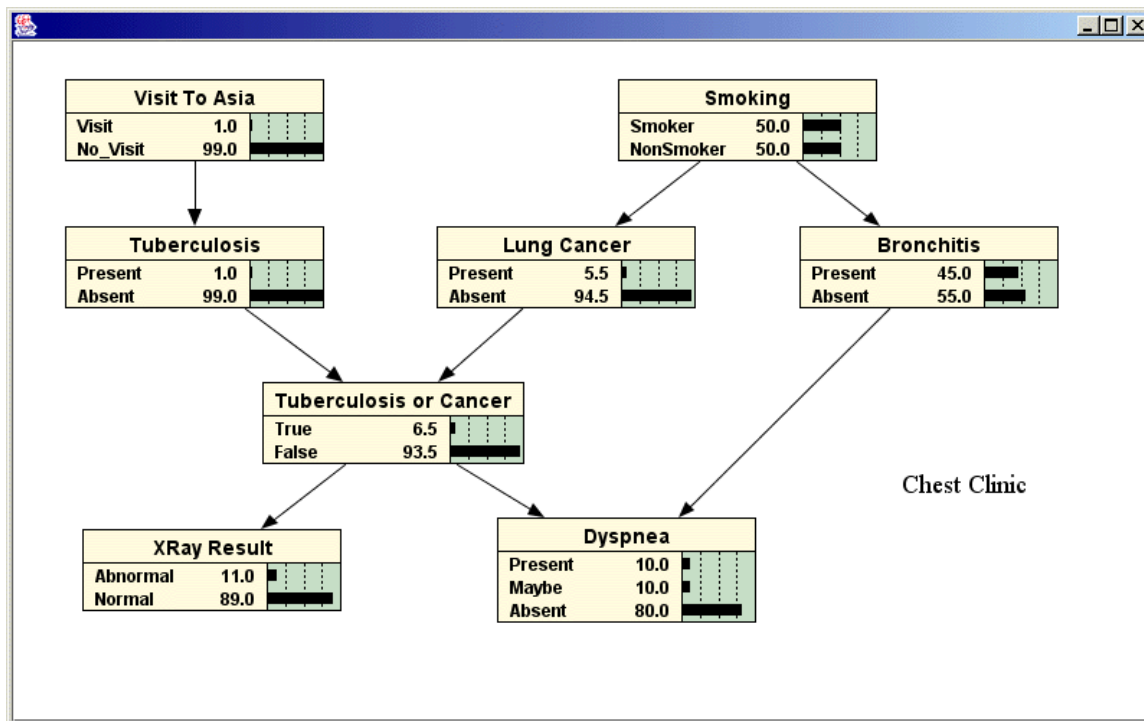 Visit To Asia
Visit 1.0
No_Visit 99.0
Smoking
Smoker 50.0
NonSmoker 50.0
Tuberculosis
Present 1.0
Absent 99.0
Lung Cancer
Present 5.5
Absent 94.5
Bronchitis
Present 45.0
Absent 55.0
Tuberculosis or Cancer
True 6.5
False 93.5
Chest Clinic
XRay Result
Abnormal 11.0
Normal 89.0
Dyspnea
Present 10.0
Maybe 10.0
Absent 80.0